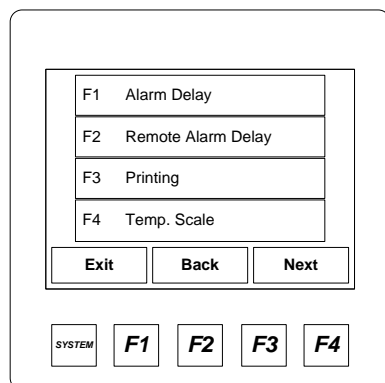 F1 Alarm Delay
F2 Remote Alarm Delay
F3 Printing
F4 Temp. Scale
Exit Back Next
SYSTEM F1 F2 F3 F4